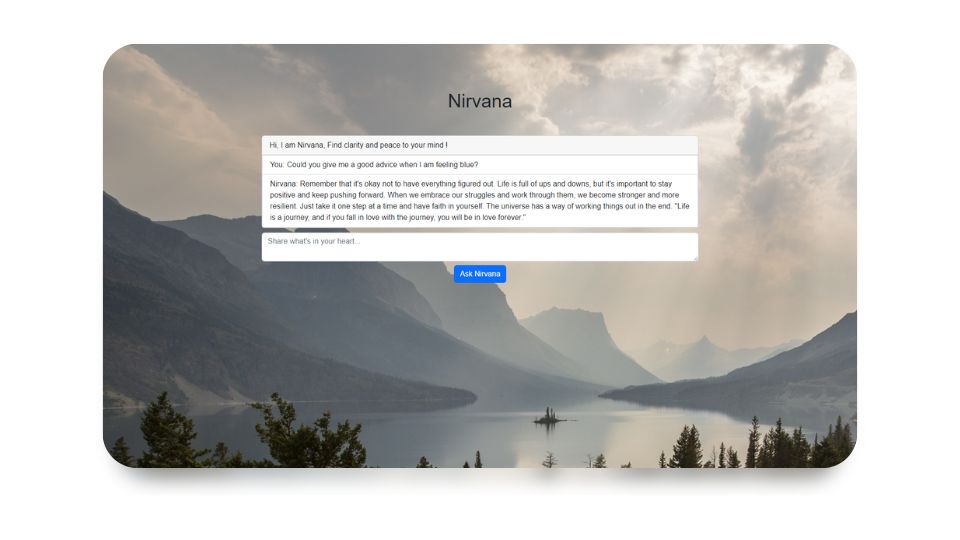 Nirvana
Hi, I am Nirvana, Find clarity and peace to your mind !
You: Could you give me a good advice when I am feeling blue?
Nirvana: Remember that it's okay not to have everything figured out. Life is full of ups and downs, but it's important to stay
positive and keep pushing forward. When we embrace our struggles and work through them, we become stronger and more
resilient. Just take it one step at a time and have faith in yourself. The universe has a way of working things out in the end. "Life
is a journey, and if you fall in love with the journey, you will be in love forever."
Share what's in your heart...
Ask Nirvana